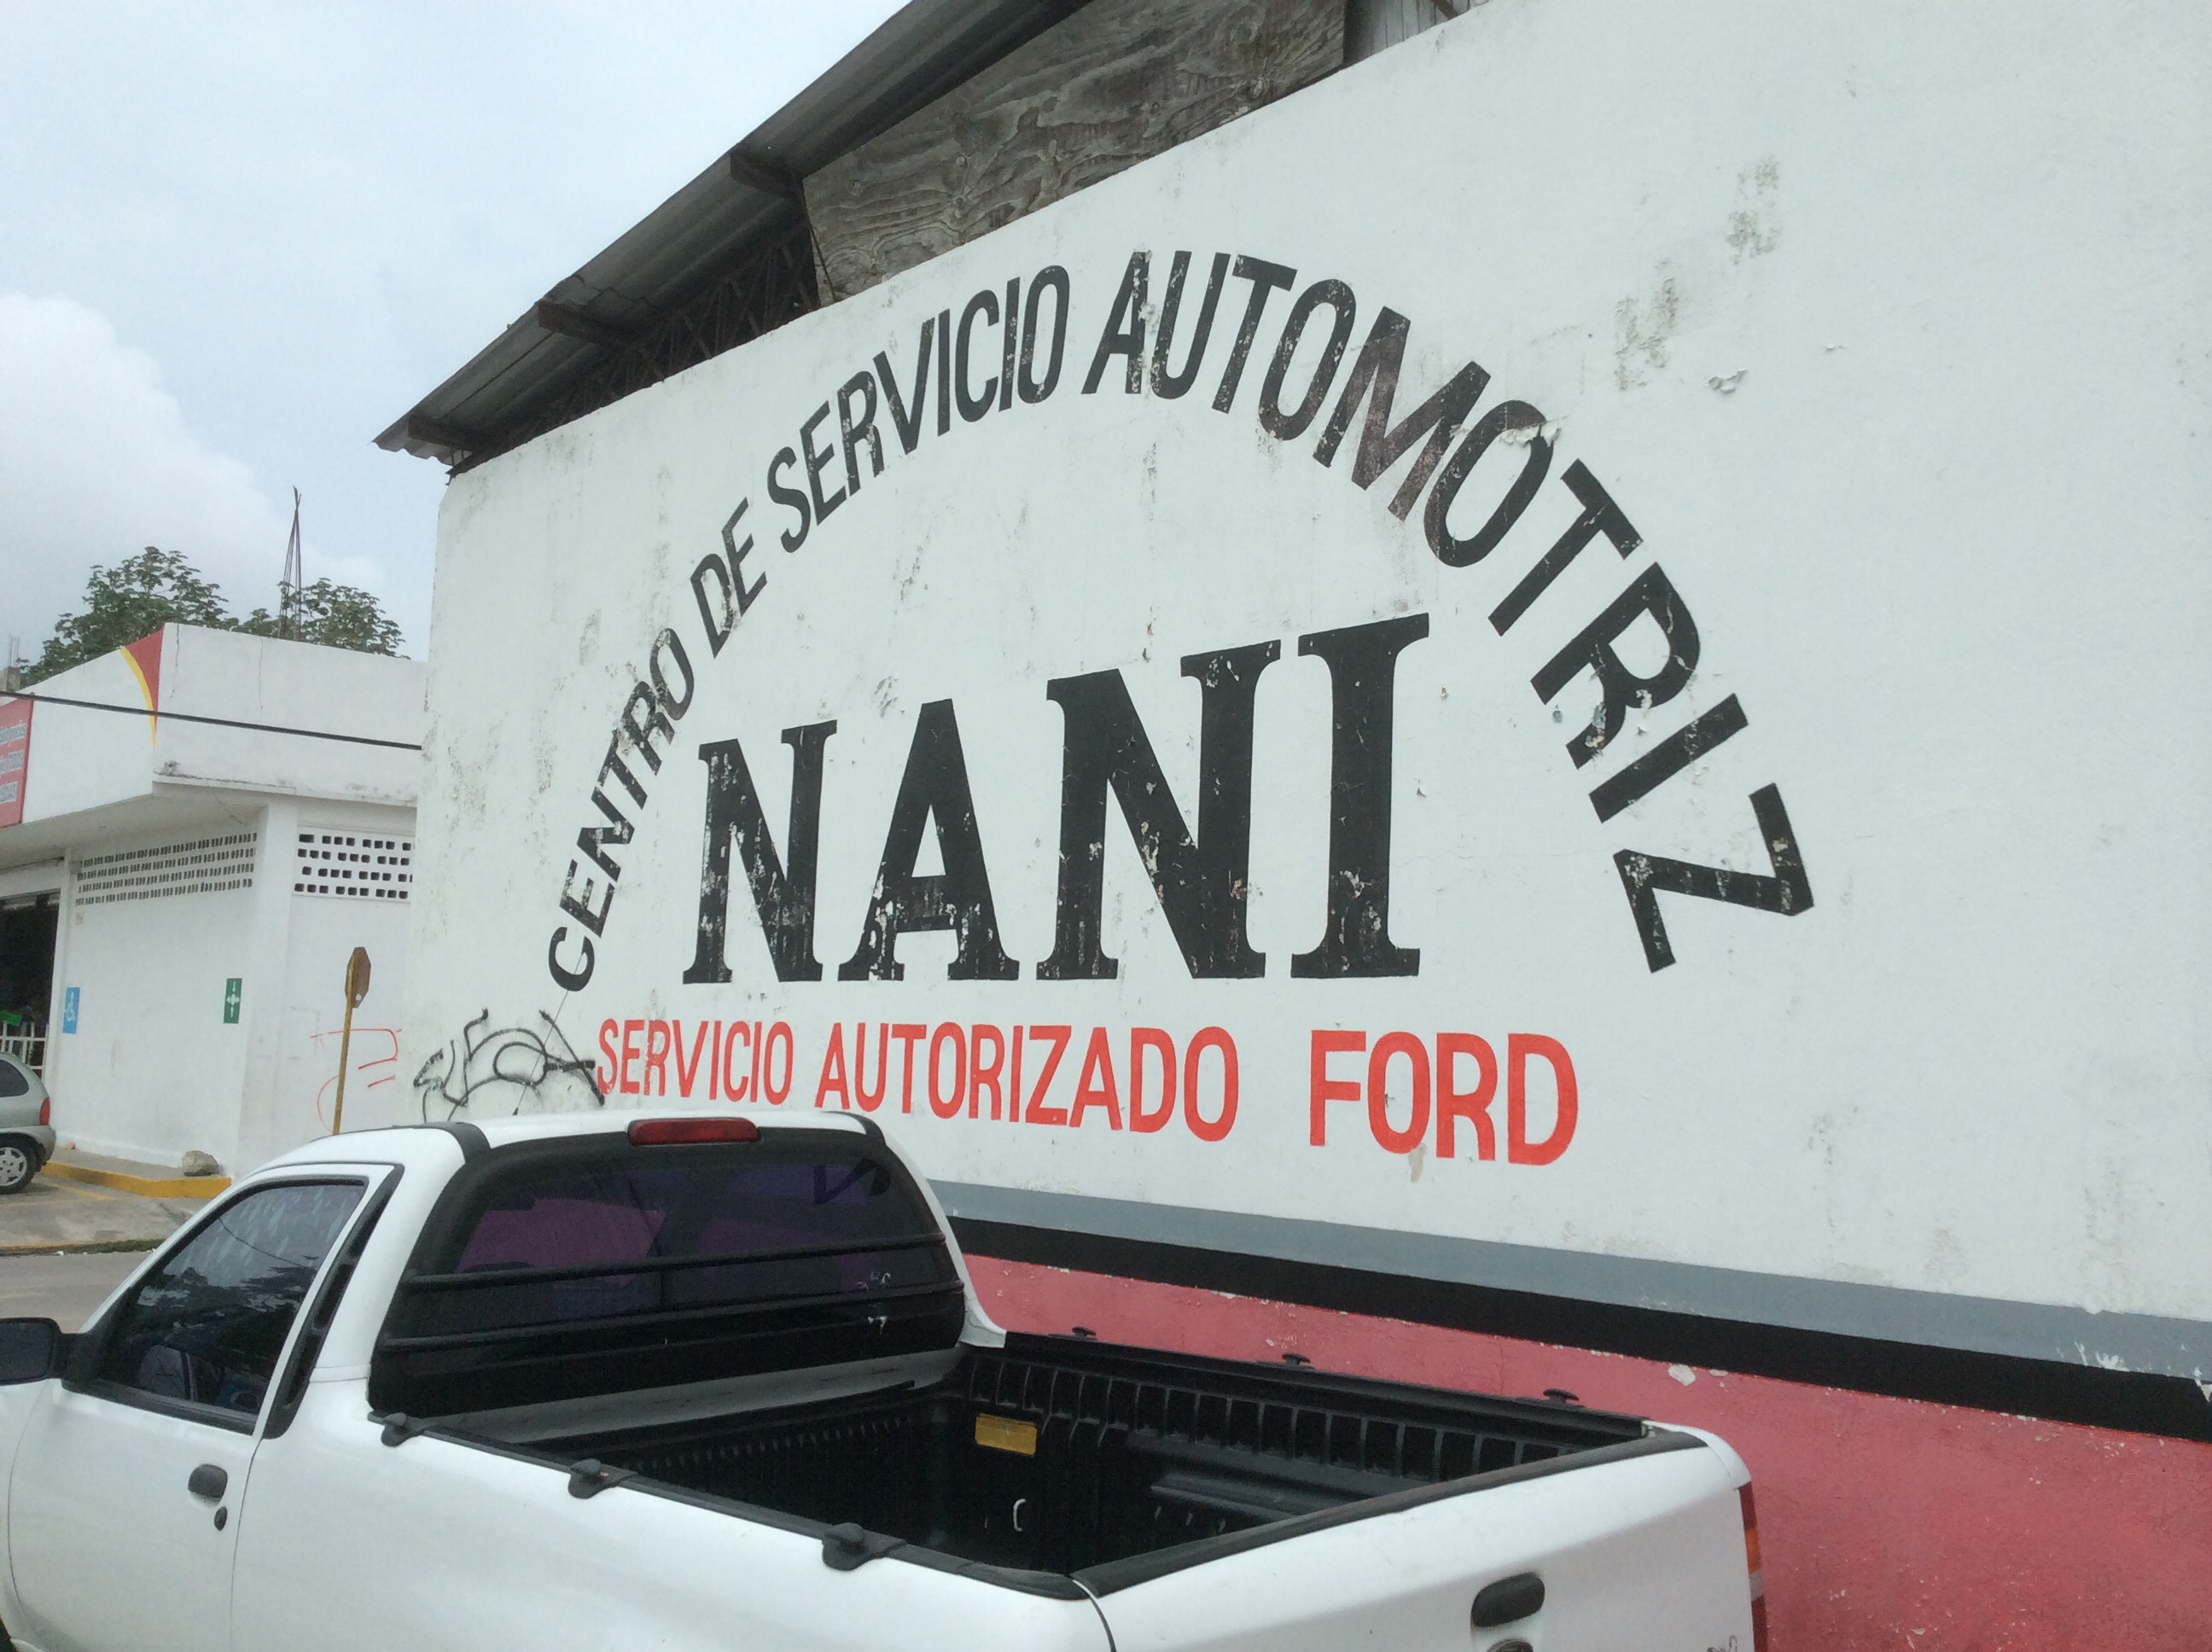 CENTRO DE SERVICIO AUTOMOTRIZ
NANI
SERVICIO AUTORIZADO FORD